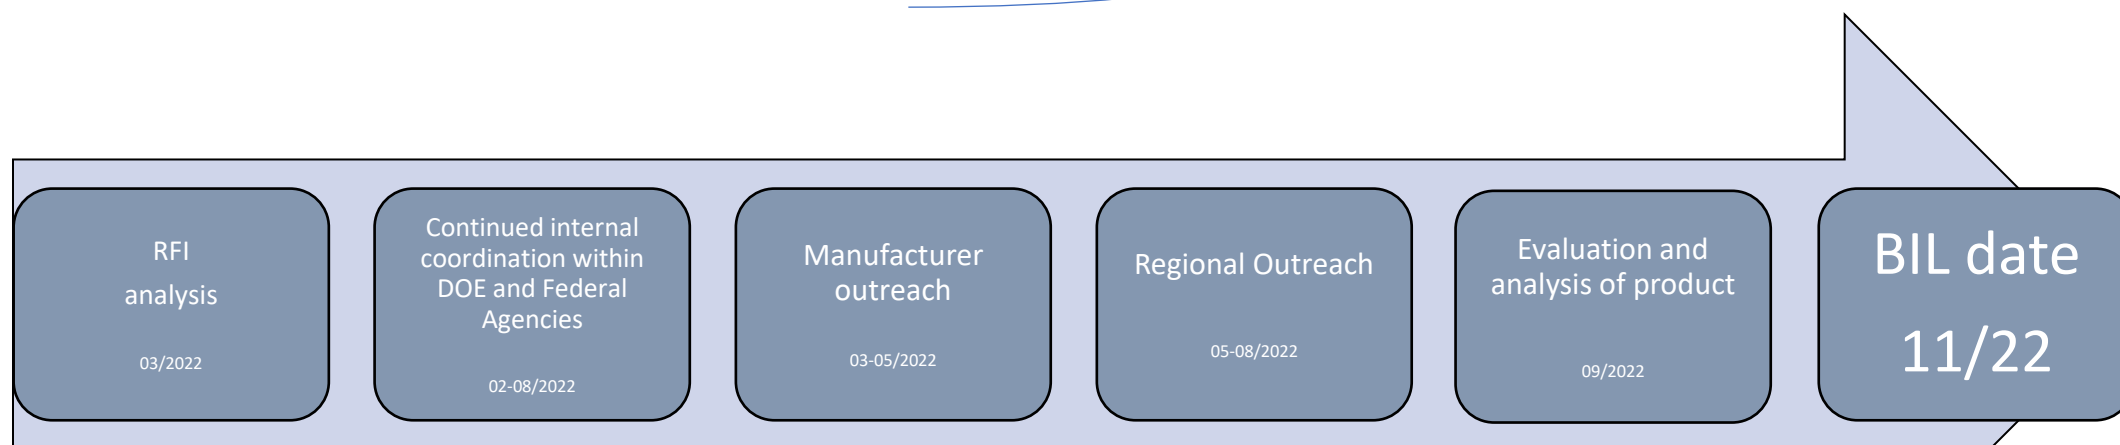 RFI
analysis
03/2022
Continued internal
coordination within
DOE and Federal
Agencies
02-08/2022
Manufacturer
outreach
03-05/2022
Regional Outreach
05-08/2022
Evaluation and
analysis of product
09/2022
BIL date
11/22